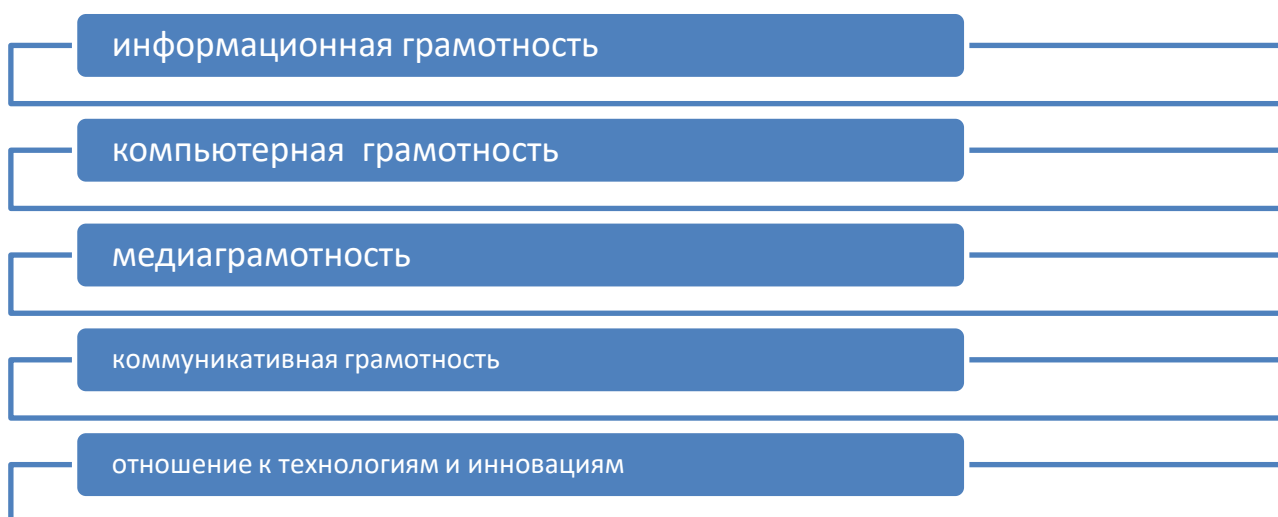 информационная грамотность
компьютерная  грамотность
медиаграмотность
коммуникативная грамотность
отношение к технологиям и инновациям